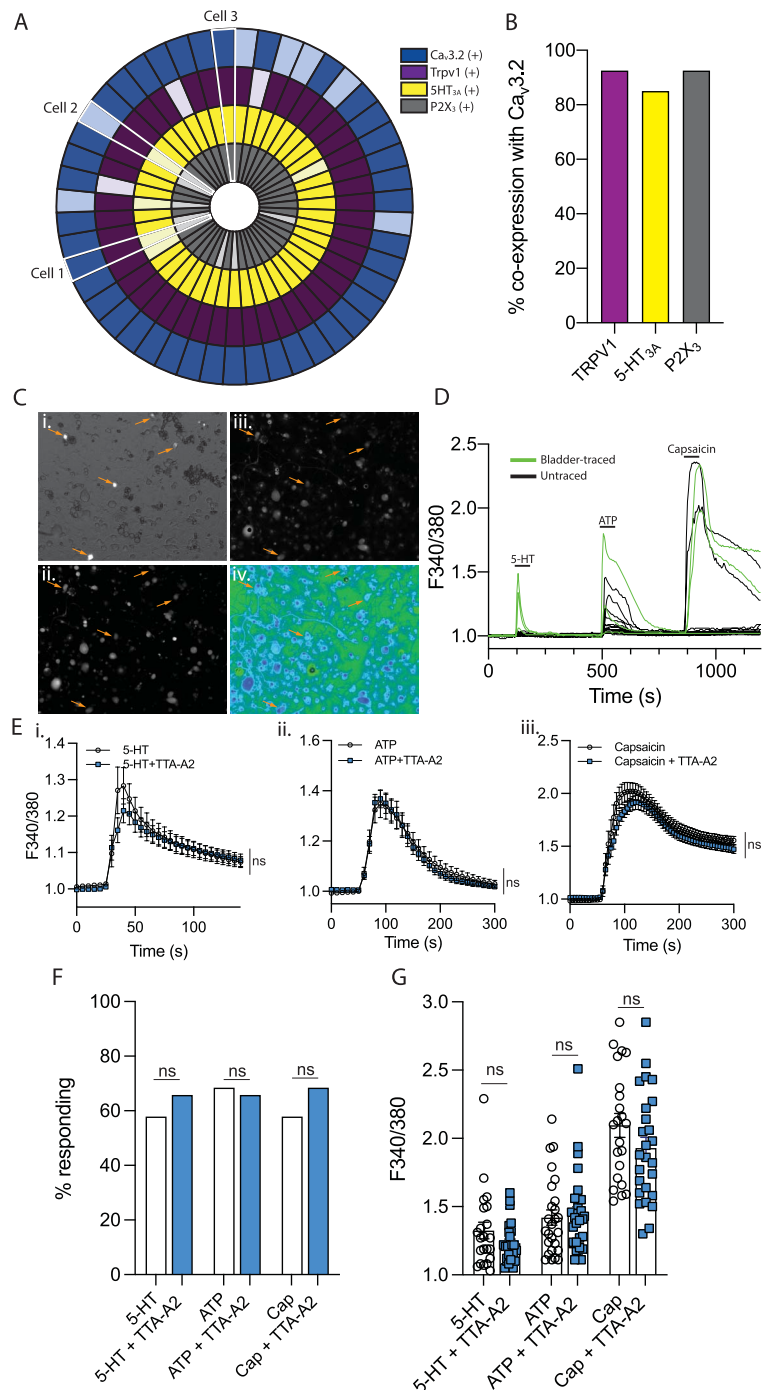 A
Cell 3
Cell 2
Cell 1
Caᵥ3.2 (+)
Trpv1 (+)
5HT₃ₐ (+)
P2X₃ (+)
B
% co-expression with Caᵥ3.2
100
80
60
40
20
0
TRPV1
5-HT₃ₐ
P2X₃
C
i.
iii.
ii.
iv.
D
Bladder-traced
Untraced
5-HT
ATP
Capsaicin
F340/380
2.5
2.0
1.5
1.0
0
500
1000
Time (s)
E
i.
5-HT
5-HT+TTA-A2
F340/380
1.4
1.3
1.2
1.1
1.0
0
50
100
Time (s)
ns
ii.
ATP
ATP+TTA-A2
1.6
1.4
1.2
1.0
0
100
200
300
Time (s)
ns
iii.
Capsaicin
Capsaicin + TTA-A2
2.5
2.0
1.5
1.0
0
100
200
300
Time (s)
ns
F
% responding
100
80
60
40
20
0
ns
ns
ns
5-HT
5-HT + TTA-A2
ATP
ATP + TTA-A2
Cap
Cap + TTA-A2
G
F340/380
3.0
2.5
2.0
1.5
1.0
ns
ns
ns
5-HT
5-HT + TTA-A2
ATP
ATP + TTA-A2
Cap
Cap + TTA-A2